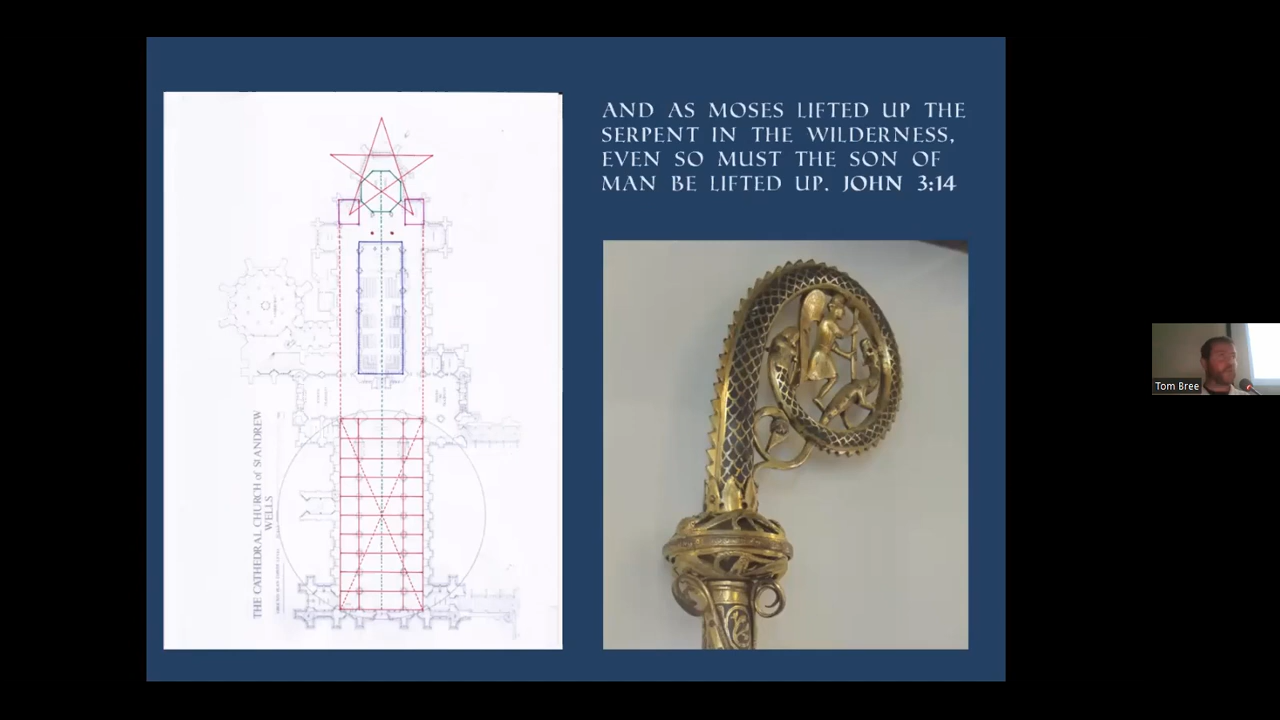 AND AS MOSES LIFTED UP THE
SERPENT IN THE WILDERNESS,
EVEN SO MUST THE SON OF
MAN BE LIFTED UP. JOHN 3:14
THE CATHEDRAL CHURCH of St ANDREW
WELLS
Tom Bree